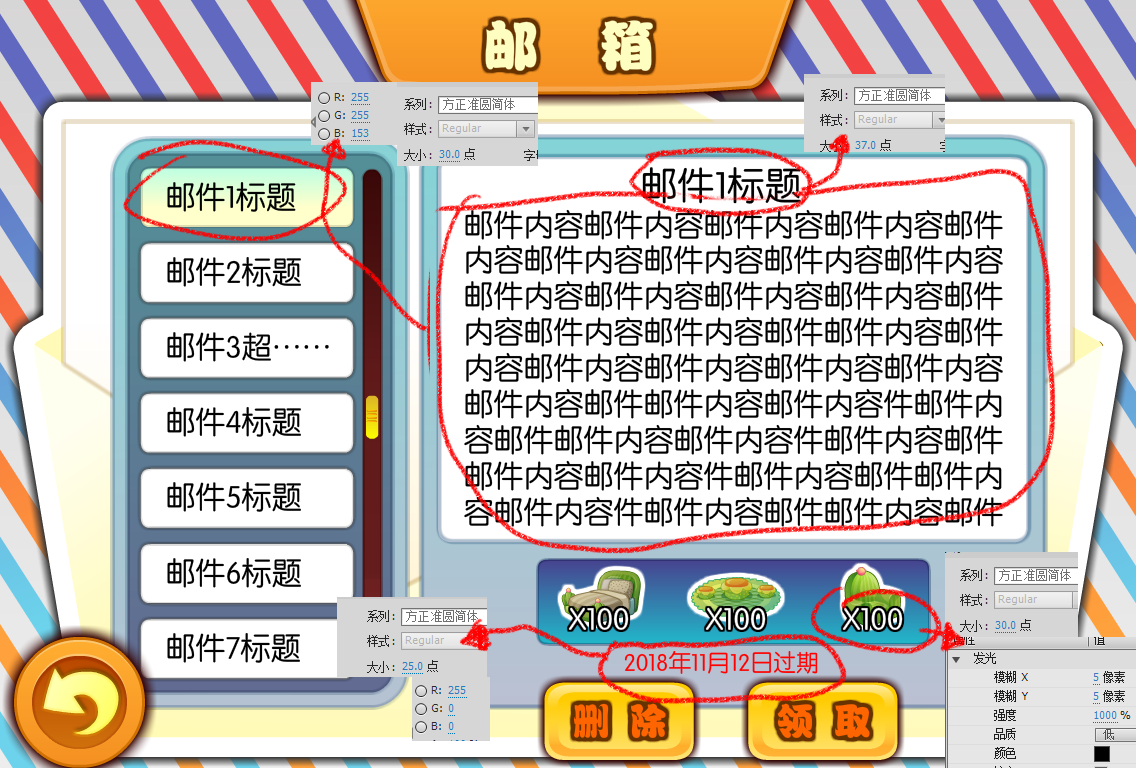 邮 箱
R: 255
G: 255
B: 153
系列: 方正准圆简体
样式: Regular
大小: 30.0 点
系列: 方正准圆简体
样式: Regular
37.0 点
邮件1标题
邮件2标题
邮件3超……
邮件4标题
邮件5标题
邮件6标题
邮件7标题
邮件1标题
邮件内容邮件内容邮件内容邮件内容邮件
内容邮件内容邮件内容邮件内容邮件内容
邮件内容邮件内容邮件内容邮件内容邮件
内容邮件内容邮件内容邮件内容邮件
内容邮件内容邮件内容邮件内容邮件内容
邮件内容邮件邮件内容邮件内容邮件内
容邮件邮件内容邮件内容件邮件内容邮件
邮件内容邮件内容件邮件内容邮件邮件内
容邮件内容件邮件内容邮件邮件内容邮件
X100
X100
X100
2018年11月12日过期
删 除
领 取
系列: 方正准圆简体
样式: Regular
大小: 25.0 点
R: 255
G: 0
B: 0
系列: 方正准圆简体
样式: Regular
大小: 30.0 点
值
发光
模糊 X 5 像素
模糊 Y 5 像素
强度 1000 %
品质 低
颜色